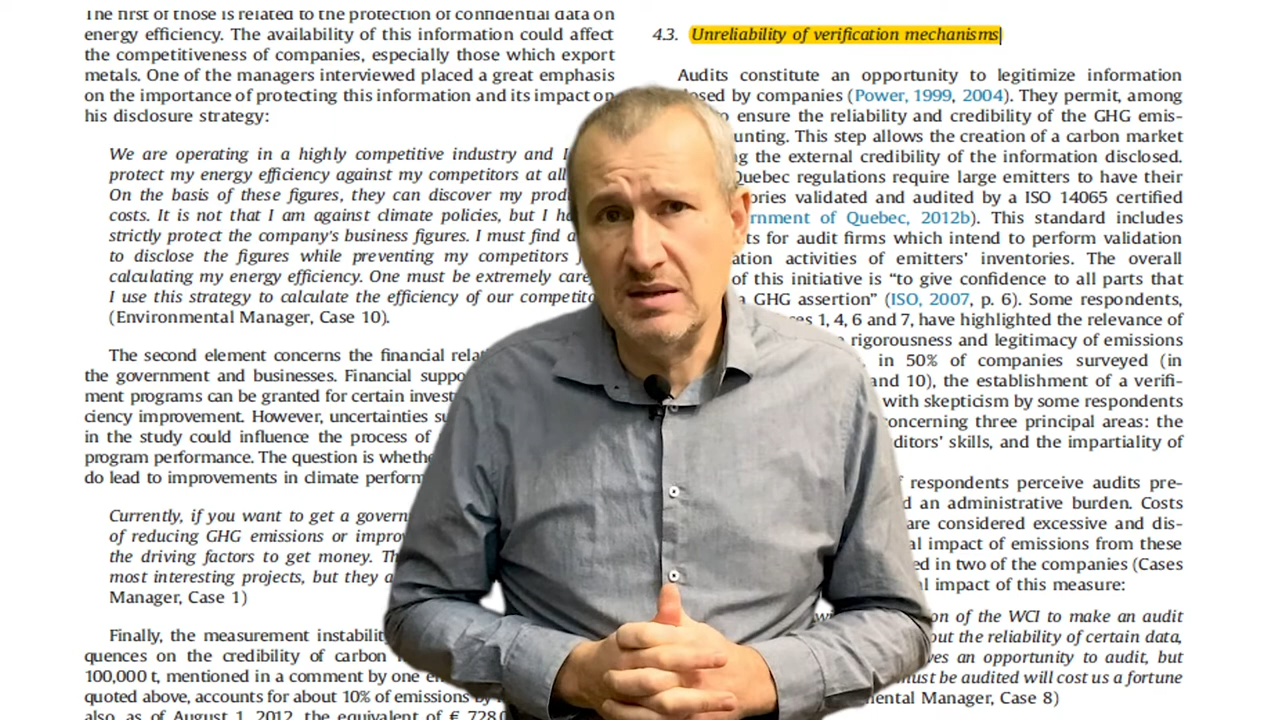 The first of those is related to the protection of confidential data on
energy efficiency. The availability of this information could affect
the competitiveness of companies, especially those which export
metals. One of the managers interviewed placed a great emphasis
on the importance of protecting this information and its impact on
his disclosure strategy:
We are operating in a highly competitive industry and I
protect my energy efficiency against my competitors at all
On the basis of these figures, they can discover my
costs. It is not that I am against climate policies, but I
strictly protect the company's business figures. I must find a
to disclose the figures while preventing my competitors
calculating my energy efficiency. One must be extremely
I use this strategy to calculate the efficiency of our
(Environmental Manager, Case 10).
The second element concerns the financial
the government and businesses. Financial
ment programs can be granted for certain
ciency improvement. However, uncertainties
in the study could influence the process of
program performance. The question is
do lead to improvements in climate
Currently, if you want to get a
of reducing GHG emissions or
the driving factors to get money.
most interesting projects, but they
Manager, Case 1)
Finally, the measurement
quences on the credibility of carbon
100,000 t, mentioned in a comment by one
quoted above, accounts for about 10% of emissions
also, as of August 1, 2012, the equivalent of €
4.3. Unreliability of verification mechanisms
Audits constitute an opportunity to legitimize information
closed by companies (Power, 1999, 2004). They permit, among
to ensure the reliability and credibility of the GHG emis-
unting. This step allows the creation of a carbon market
the external credibility of the information disclosed.
Quebec regulations require large emitters to have their
ories validated and audited by a ISO 14065 certified
rnment of Quebec, 2012b). This standard includes
ts for audit firms which intend to perform validation
ation activities of emitters' inventories. The overall
of this initiative is “to give confidence to all parts that
a GHG assertion” (ISO, 2007, p. 6). Some respondents,
1, 4, 6 and 7, have highlighted the relevance of
rigorousness and legitimacy of emissions
in 50% of companies surveyed (in
and 10), the establishment of a verifi-
with skepticism by some respondents
concerning three principal areas: the
ditors' skills, and the impartiality of
respondents perceive audits pre-
an administrative burden. Costs
are considered excessive and dis-
impact of emissions from these
ed in two of the companies (Cases
impact of this measure:
on of the WCI to make an audit
out the reliability of certain data,
ves an opportunity to audit, but
must be audited will cost us a fortune
mental Manager, Case 8)